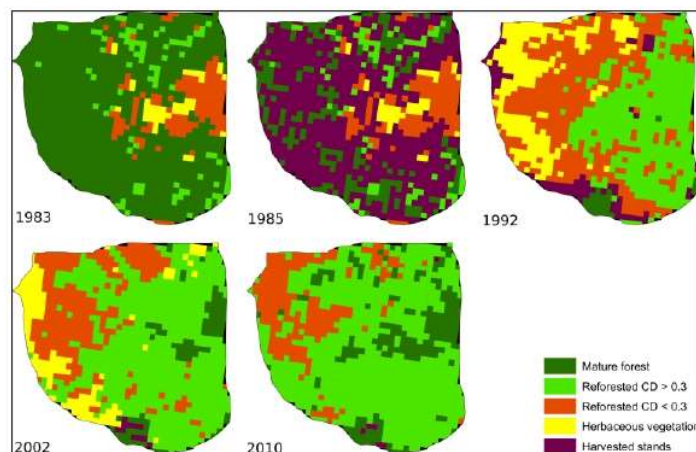 1983
1985
1992
2002
2010
Mature forest
Reforested CD > 0.3
Reforested CD < 0.3
Herbaceous vegetation
Harvested stands